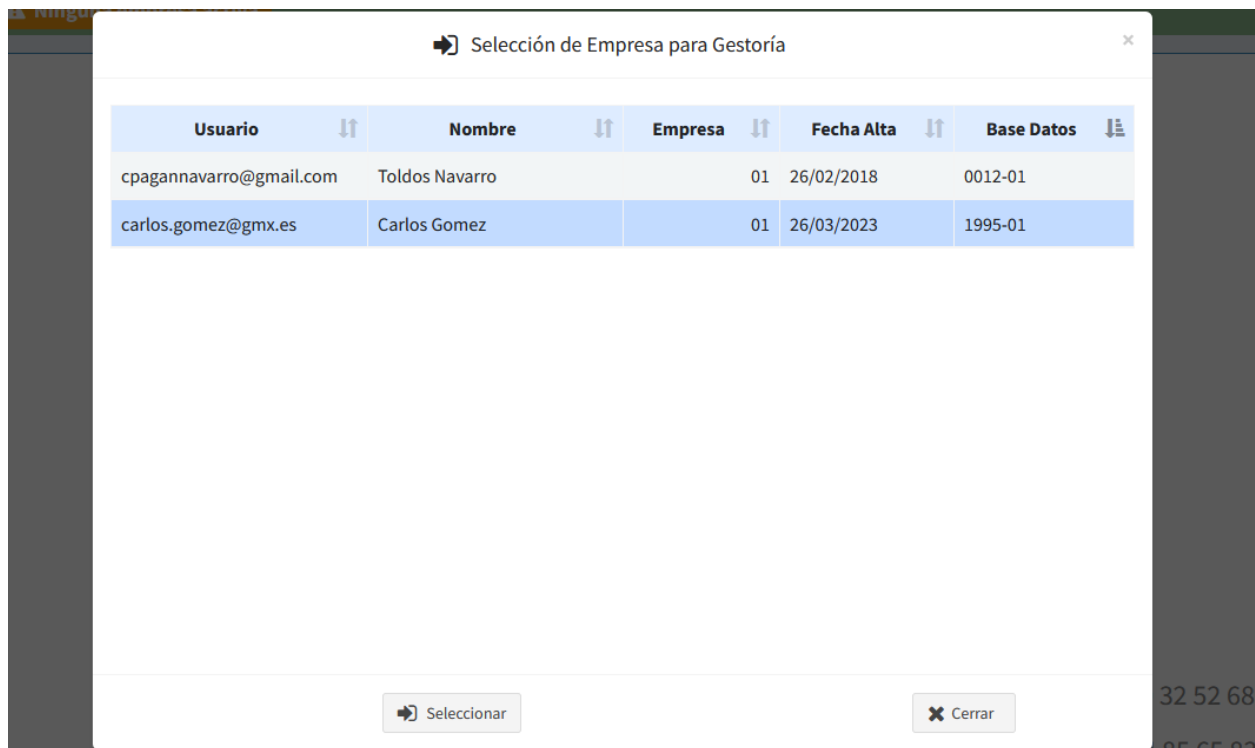 Selección de Empresa para Gestoría ×
Usuario Nombre Empresa Fecha Alta Base Datos
cpagannavarro@gmail.com Toldos Navarro 01 26/02/2018 0012-01
carlos.gomez@gmx.es Carlos Gomez 01 26/03/2023 1995-01
32 52 68
Seleccionar Cerrar